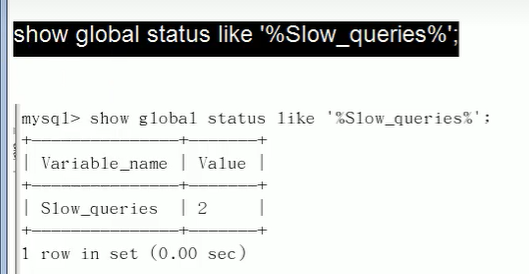 show global status like '%Slow_queries%';
mysql> show global status like '%Slow_queries%';
+---------------+-------+
| Variable_name | Value |
+---------------+-------+
| Slow_queries | 2 |
+---------------+-------+
1 row in set (0.00 sec)